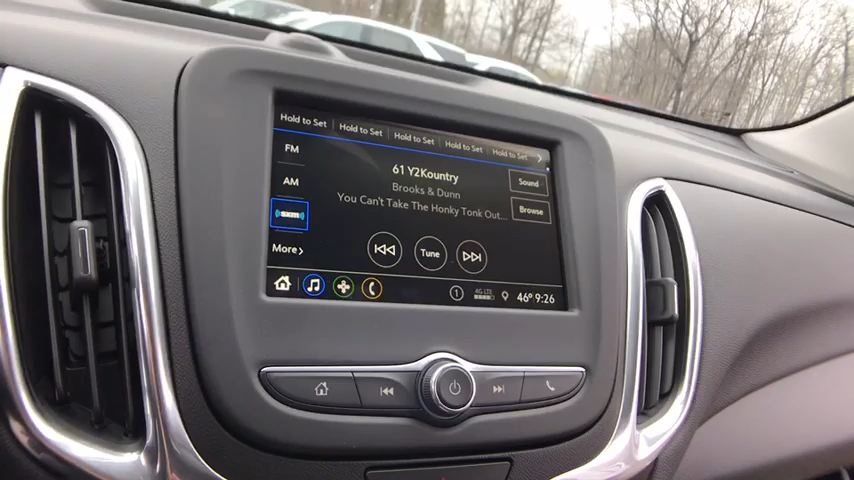 Hold to Set Hold to Set Hold to Set Hold to Set Hold to Set
FM
61 Y2Kountry
Sound
AM
Brooks & Dunn
You Can't Take The Honky Tonk Out...
Browse
sxm
More
Tune
1
4G LTE
46° 9:26